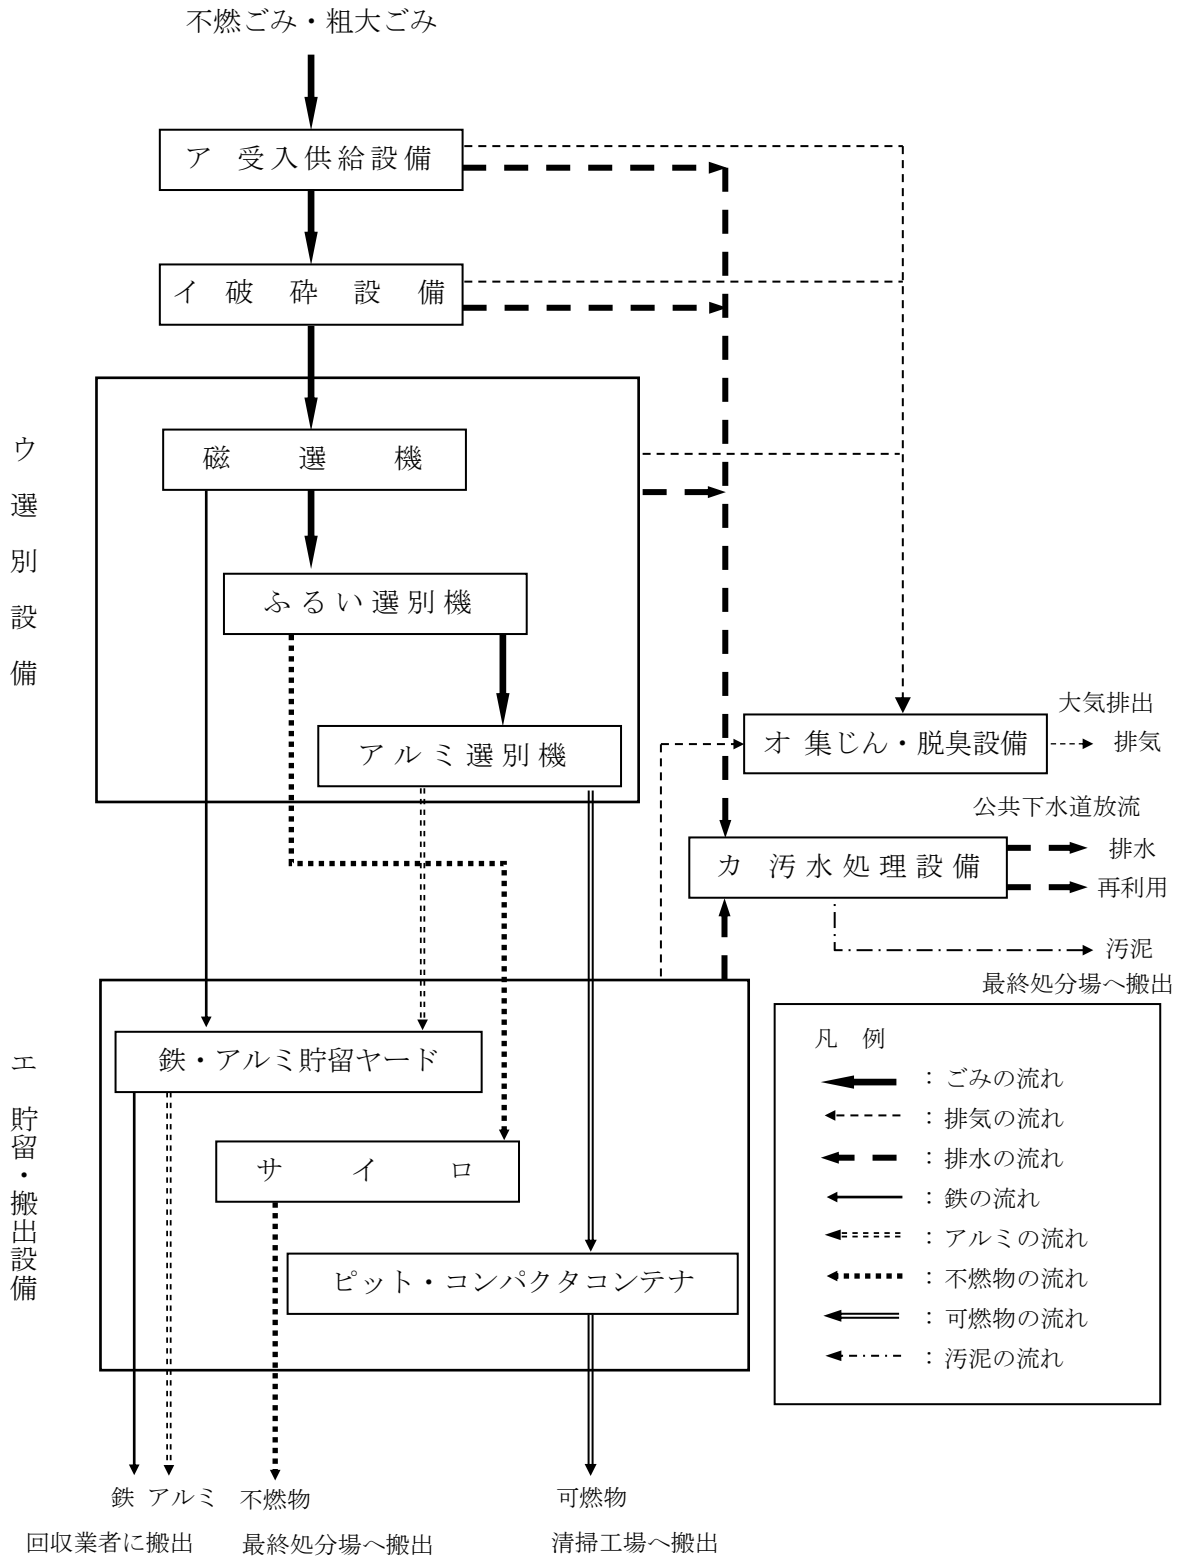 不燃ごみ・粗大ごみ
ア 受入供給設備
イ 破砕設備
ウ 選別設備
磁選機
ふるい選別機
アルミ選別機
大気排出
オ 集じん・脱臭設備
排気
公共下水道放流
カ 汚水処理設備
排水
再利用
汚泥
最終処分場へ搬出
エ 貯留・搬出設備
鉄・アルミ貯留ヤード
サイロ
ピット・コンパクタコンテナ
凡 例
：ごみの流れ
：排気の流れ
：排水の流れ
：鉄の流れ
：アルミの流れ
：不燃物の流れ
：可燃物の流れ
：汚泥の流れ
鉄 アルミ 不燃物 可燃物
回収業者に搬出 最終処分場へ搬出 清掃工場へ搬出